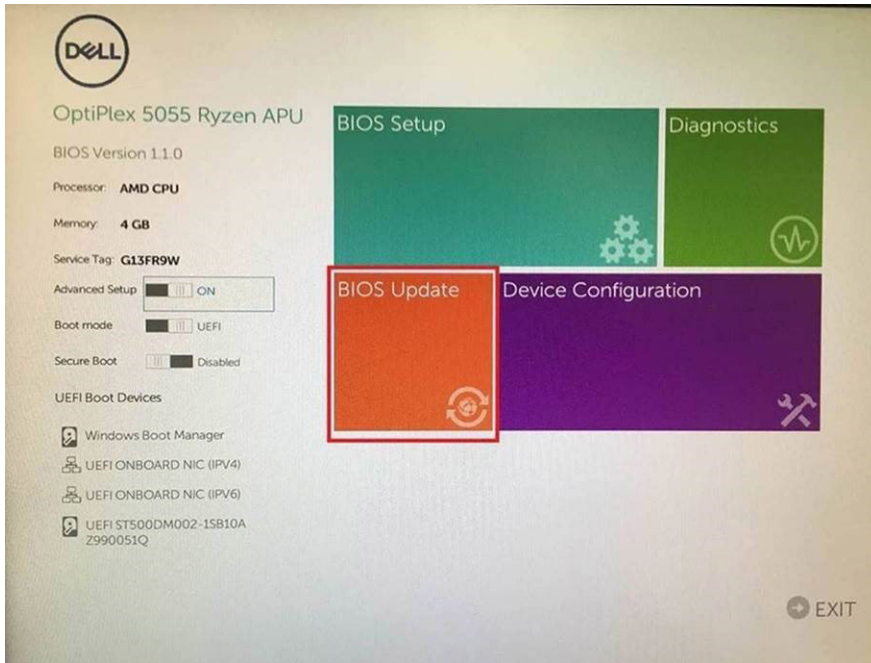 DELL
OptiPlex 5055 Ryzen APU
BIOS Version 1.1.0
Processor: AMD CPU
Memory: 4 GB
Service Tag: G13FR9W
Advanced Setup ON
Boot mode UEFI
Secure Boot Disabled
UEFI Boot Devices
Windows Boot Manager
UEFI ONBOARD NIC (IPV4)
UEFI ONBOARD NIC (IPV6)
UEFI ST500DM002-1SB10A
Z990051Q
BIOS Setup
Diagnostics
BIOS Update
Device Configuration
EXIT